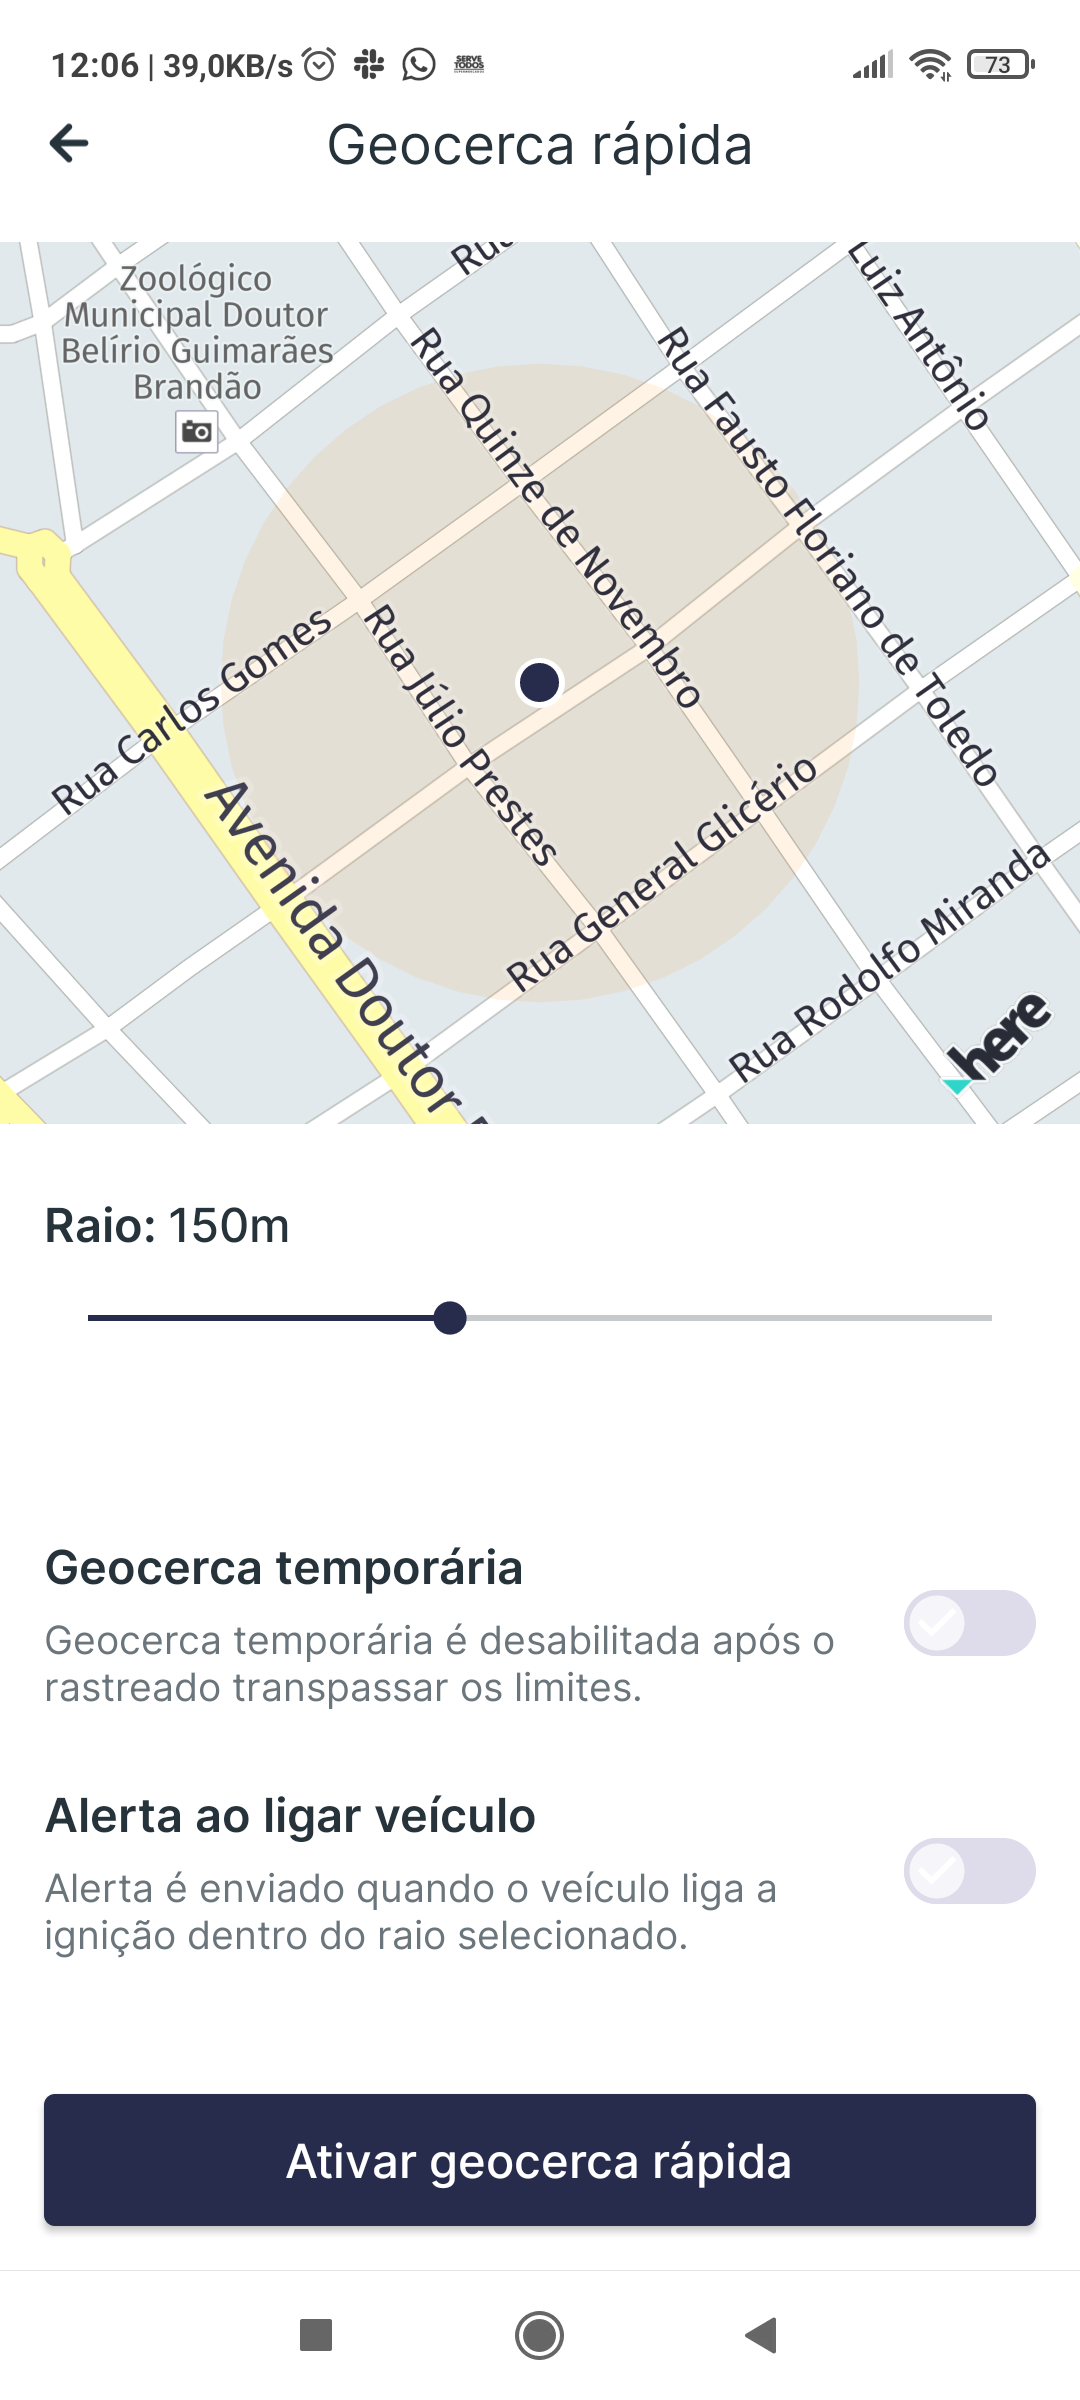 12:06 | 39,0KB/s
SERVE
TODOS
73
Geocerca rápida
Zoológico
Municipal Doutor
Belírio Guimarães
Brandão
Rua Quinze de Novembro
Rua Fausto Floriano de Toledo
Luiz Antônio
Rua Carlos Gomes
Rua Júlio Prestes
Avenida Doutor
Rua General Glicério
Rua Rodolfo Miranda
here
Raio: 150m
Geocerca temporária
Geocerca temporária é desabilitada após o
rastreado transpassar os limites.
Alerta ao ligar veículo
Alerta é enviado quando o veículo liga a
ignição dentro do raio selecionado.
Ativar geocerca rápida